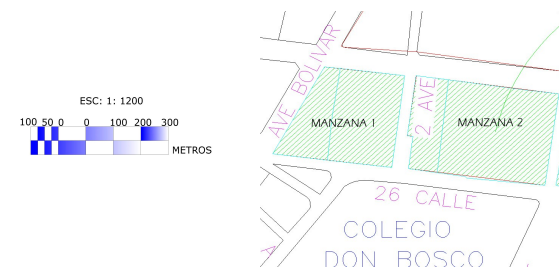 ESC: 1: 1200
100 50 0 0 100 200 300
METROS
AVE BOLIVAR
MANZANA 1
2 AVE
MANZANA 2
26 CALLE
COLEGIO
DON BOSCO
A